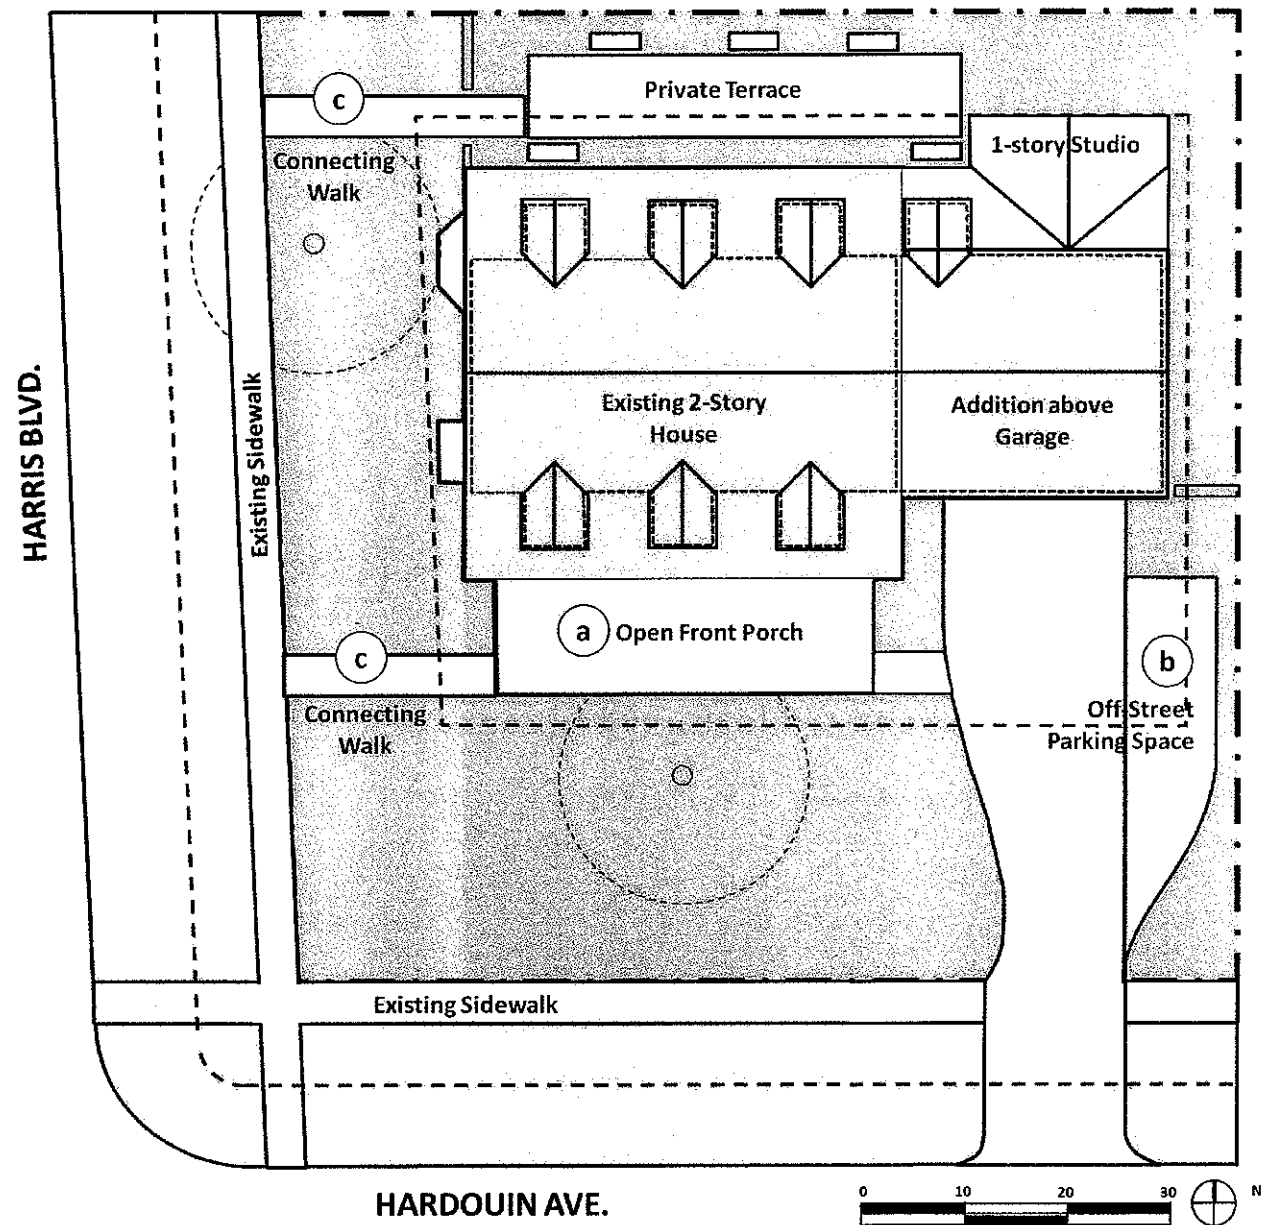 c
Private Terrace
1-story Studio
Connecting
Walk
HARRIS BLVD.
Existing Sidewalk
Existing 2-Story
House
Addition above
Garage
a
Open Front Porch
c
b
Connecting
Walk
Off-Street
Parking Space
Existing Sidewalk
HARDOUIN AVE.
0 10 20 30
N